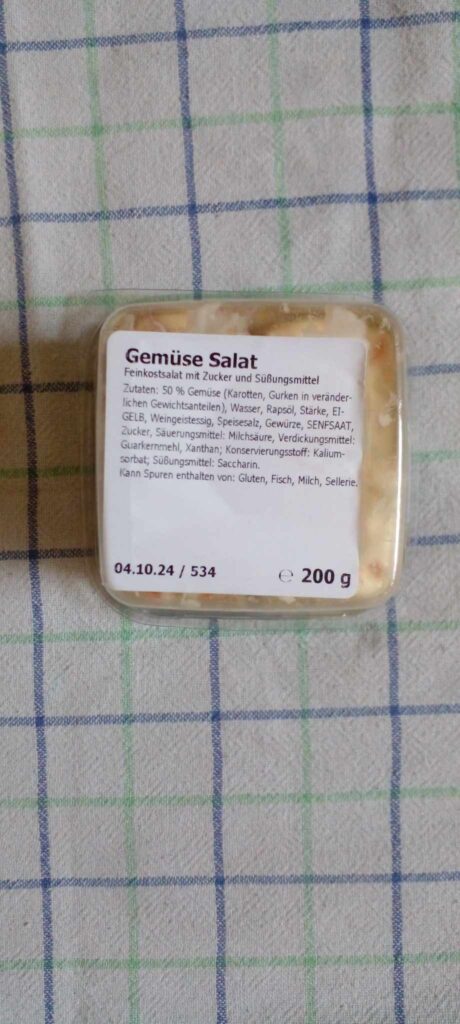 Gemüse Salat
Feinkostsalat mit Zucker und Süßungsmittel
Zutaten: 50 % Gemüse (Karotten, Gurken in veränder-
lichen Gewichtsanteilen), Wasser, Rapsöl, Stärke, EI-
GELB, Weingeistessig, Speisesalz, Gewürze, SENFSAAT,
Zucker, Säuerungsmittel: Milchsäure, Verdickungsmittel:
Guarkernmehl, Xanthan; Konservierungsstoff: Kalium-
sorbat; Süßungsmittel: Saccharin.
Kann Spuren enthalten von: Gluten, Fisch, Milch, Sellerie.
04.10.24 / 534 ℮ 200 g